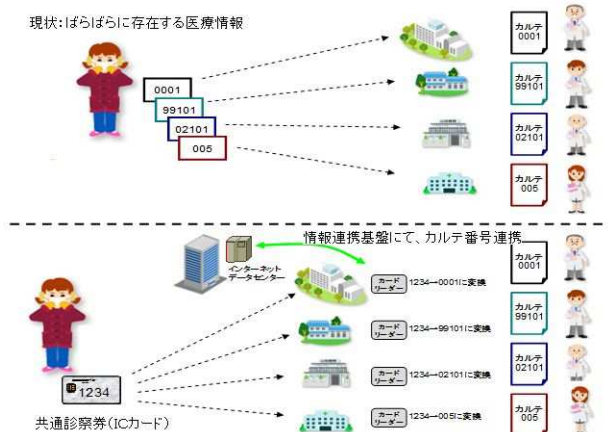 現状:ばらばらに存在する医療情報
0001
99101
02101
005
カルテ
0001
カルテ
99101
カルテ
02101
カルテ
005
情報連携基盤にて、カルテ番号連携
インターネット
データセンター
カード
リーダー
1234→0001に変換
カード
リーダー
1234→99101に変換
カード
リーダー
1234→02101に変換
カード
リーダー
1234→005に変換
カルテ
0001
カルテ
99101
カルテ
02101
カルテ
005
1234
共通診察券(ICカード)